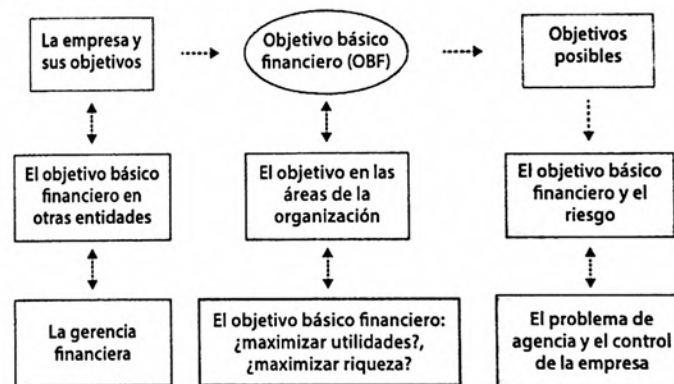 La empresa y
sus objetivos
Objetivo básico
financiero (OBF)
Objetivos
posibles
El objetivo básico
financiero en
otras entidades
El objetivo en las
áreas de la
organización
El objetivo básico
financiero y el
riesgo
La gerencia
financiera
El objetivo básico financiero:
¿maximizar utilidades?,
¿maximizar riqueza?
El problema de
agencia y el control
de la empresa